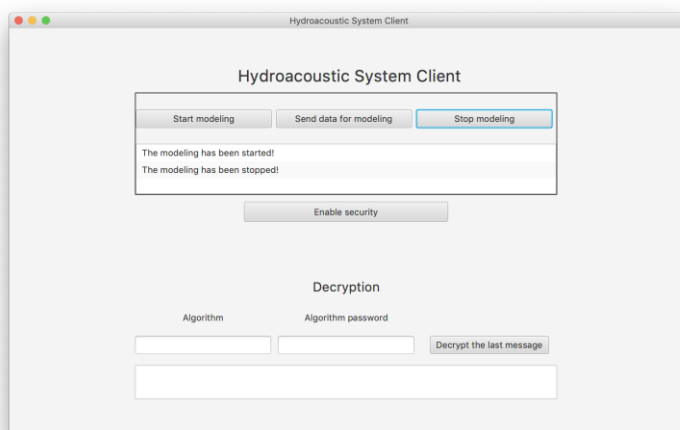 Hydroacoustic System Client
Hydroacoustic System Client
Start modeling Send data for modeling Stop modeling
The modeling has been started!
The modeling has been stopped!
Enable security
Decryption
Algorithm Algorithm password
Decrypt the last message